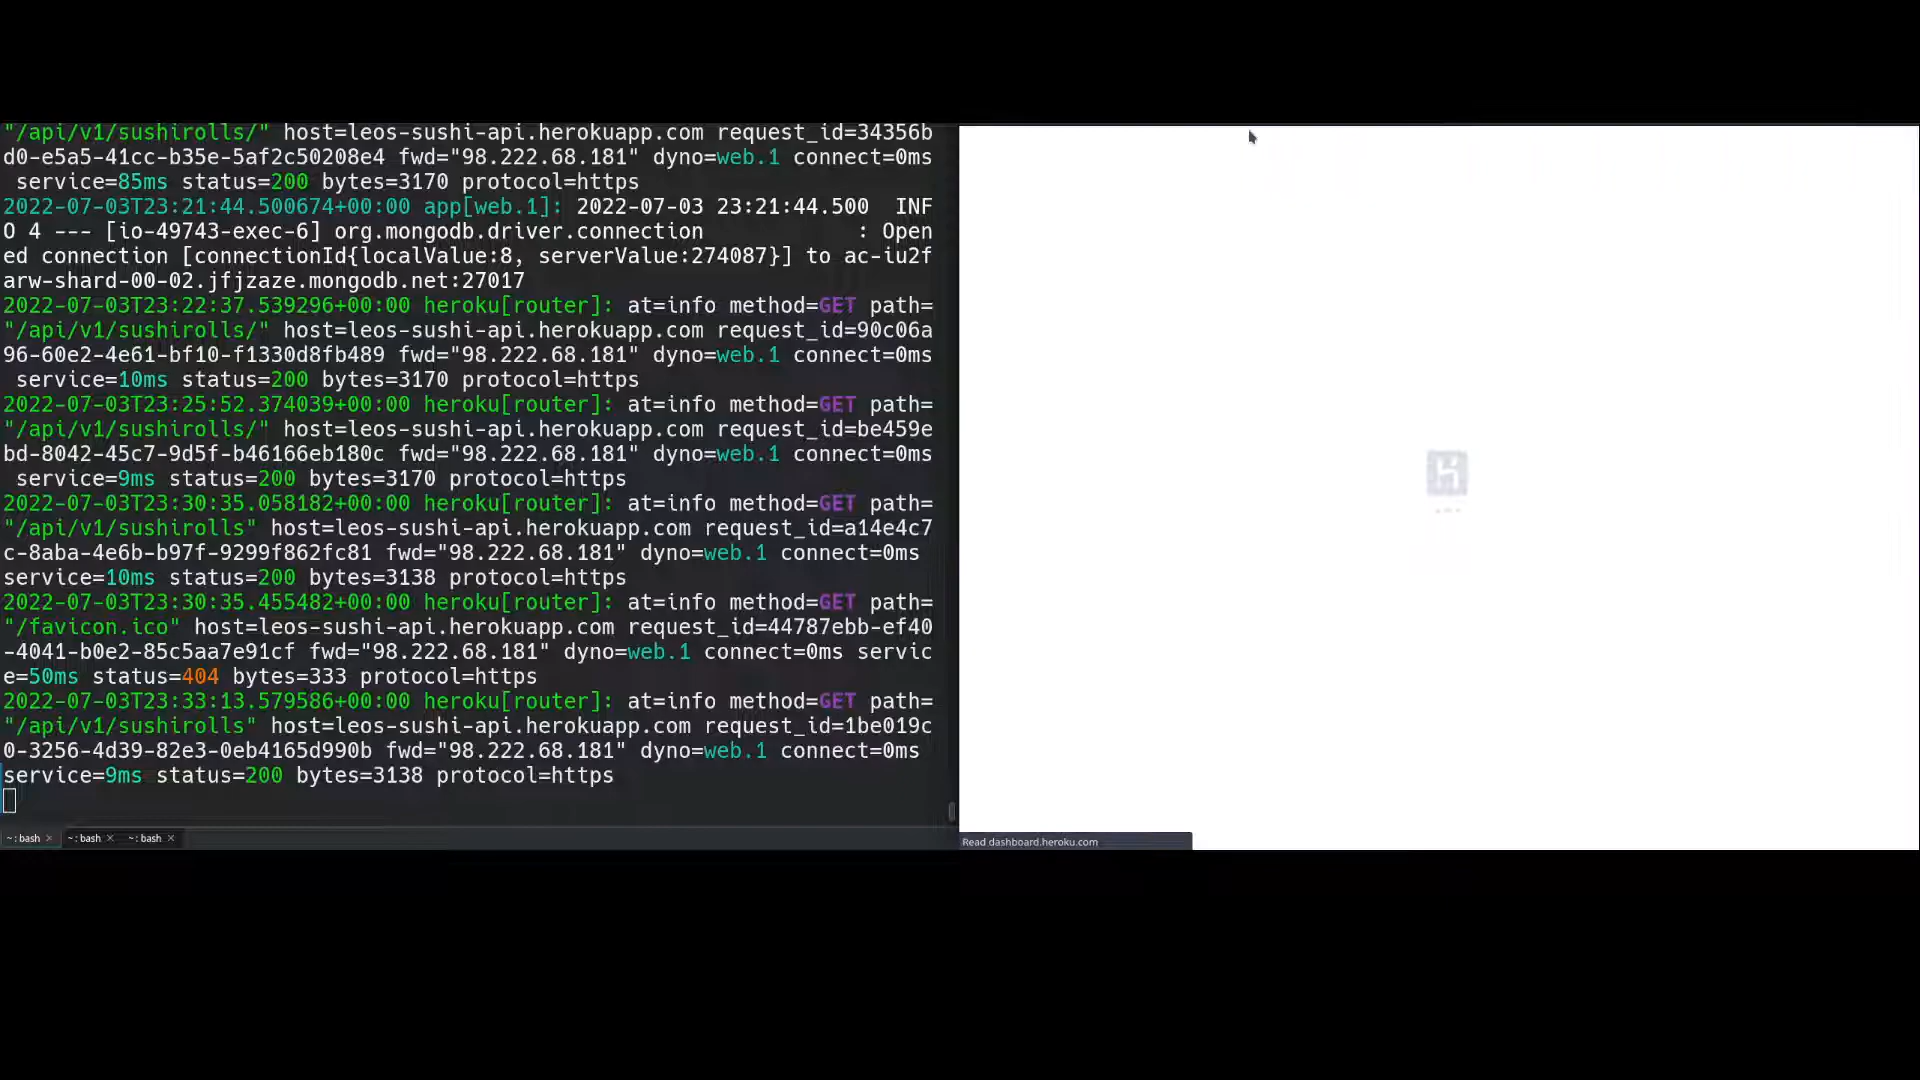 "/api/v1/sushirolls/" host=leos-sushi-api.herokuapp.com request_id=34356b
d0-e5a5-41cc-b35e-5af2c50208e4 fwd="98.222.68.181" dyno=web.1 connect=0ms
 service=85ms status=200 bytes=3170 protocol=https
2022-07-03T23:21:44.500674+00:00 app[web.1]: 2022-07-03 23:21:44.500  INF
O 4 --- [io-49743-exec-6] org.mongodb.driver.connection            : Open
ed connection [connectionId{localValue:8, serverValue:274087}] to ac-iu2f
arw-shard-00-02.jfjzaze.mongodb.net:27017
2022-07-03T23:22:37.539296+00:00 heroku[router]: at=info method=GET path=
"/api/v1/sushirolls/" host=leos-sushi-api.herokuapp.com request_id=90c06a
96-60e2-4e61-bf10-f1330d8fb489 fwd="98.222.68.181" dyno=web.1 connect=0ms
 service=10ms status=200 bytes=3170 protocol=https
2022-07-03T23:25:52.374039+00:00 heroku[router]: at=info method=GET path=
"/api/v1/sushirolls/" host=leos-sushi-api.herokuapp.com request_id=be459e
bd-8042-45c7-9d5f-b46166eb180c fwd="98.222.68.181" dyno=web.1 connect=0ms
 service=9ms status=200 bytes=3170 protocol=https
2022-07-03T23:30:35.058182+00:00 heroku[router]: at=info method=GET path=
"/api/v1/sushirolls" host=leos-sushi-api.herokuapp.com request_id=a14e4c7
c-8aba-4e6b-b97f-9299f862fc81 fwd="98.222.68.181" dyno=web.1 connect=0ms
service=10ms status=200 bytes=3138 protocol=https
2022-07-03T23:30:35.455482+00:00 heroku[router]: at=info method=GET path=
"/favicon.ico" host=leos-sushi-api.herokuapp.com request_id=44787ebb-ef40
-4041-b0e2-85c5aa7e91cf fwd="98.222.68.181" dyno=web.1 connect=0ms servic
e=50ms status=404 bytes=333 protocol=https
2022-07-03T23:33:13.579586+00:00 heroku[router]: at=info method=GET path=
"/api/v1/sushirolls" host=leos-sushi-api.herokuapp.com request_id=1be019c
0-3256-4d39-82e3-0eb4165d990b fwd="98.222.68.181" dyno=web.1 connect=0ms
service=9ms status=200 bytes=3138 protocol=https
~ : bash × ~ : bash × ~ : bash ×
Read dashboard.heroku.com